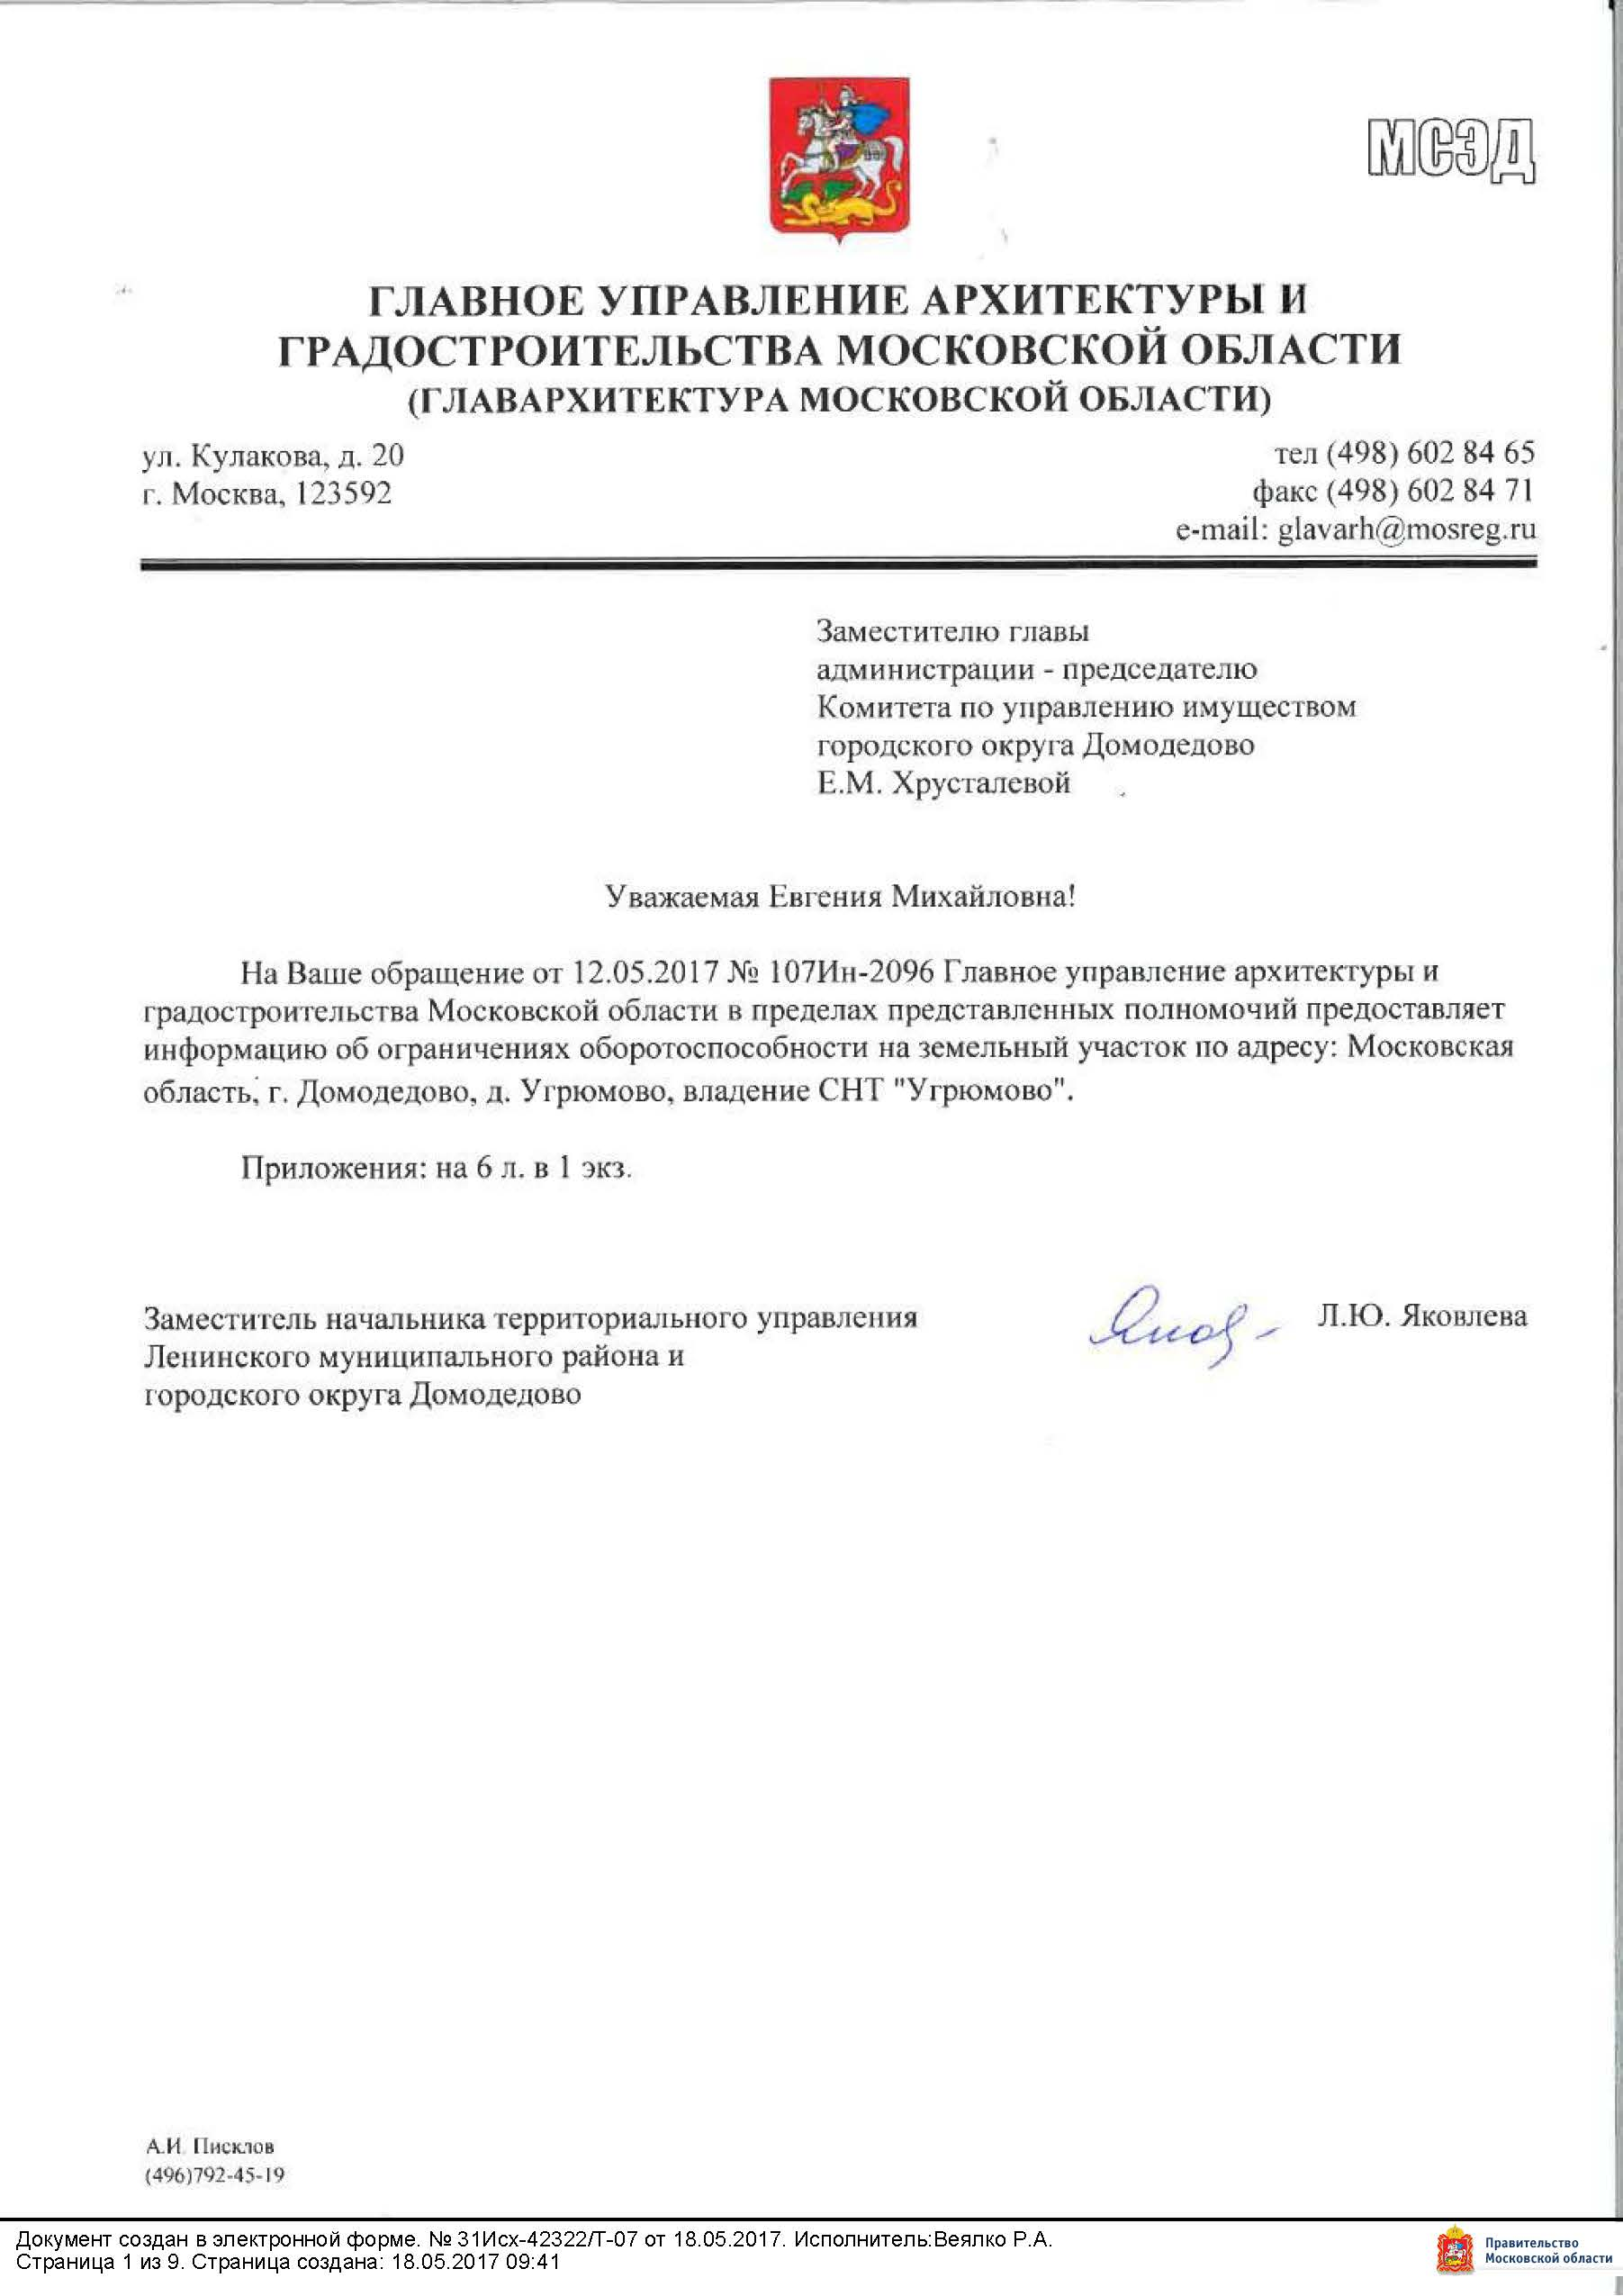 МСЭД
ГЛАВНОЕ УПРАВЛЕНИЕ АРХИТЕКТУРЫ И
ГРАДОСТРОИТЕЛЬСТВА МОСКОВСКОЙ ОБЛАСТИ
(ГЛАВАРХИТЕКТУРА МОСКОВСКОЙ ОБЛАСТИ)
ул. Кулакова, д. 20
г. Москва, 123592
тел (498) 602 84 65
факс (498) 602 84 71
e-mail: glavarh@mosreg.ru
Заместителю главы
администрации - председателю
Комитета по управлению имуществом
городского округа Домодедово
Е.М. Хрусталевой
Уважаемая Евгения Михайловна!
На Ваше обращение от 12.05.2017 № 107Ин-2096 Главное управление архитектуры и
градостроительства Московской области в пределах представленных полномочий предоставляет
информацию об ограничениях оборотоспособности на земельный участок по адресу: Московская
область, г. Домодедово, д. Угрюмово, владение СНТ "Угрюмово".
Приложения: на 6 л. в 1 экз.
Заместитель начальника территориального управления
Ленинского муниципального района и
городского округа Домодедово
Л.Ю. Яковлева
А.И. Писклов
(496)792-45-19
Документ создан в электронной форме. № 31Исх-42322/Т-07 от 18.05.2017. Исполнитель:Веялко Р.А.
Страница 1 из 9. Страница создана: 18.05.2017 09:41
Правительство
Московской области